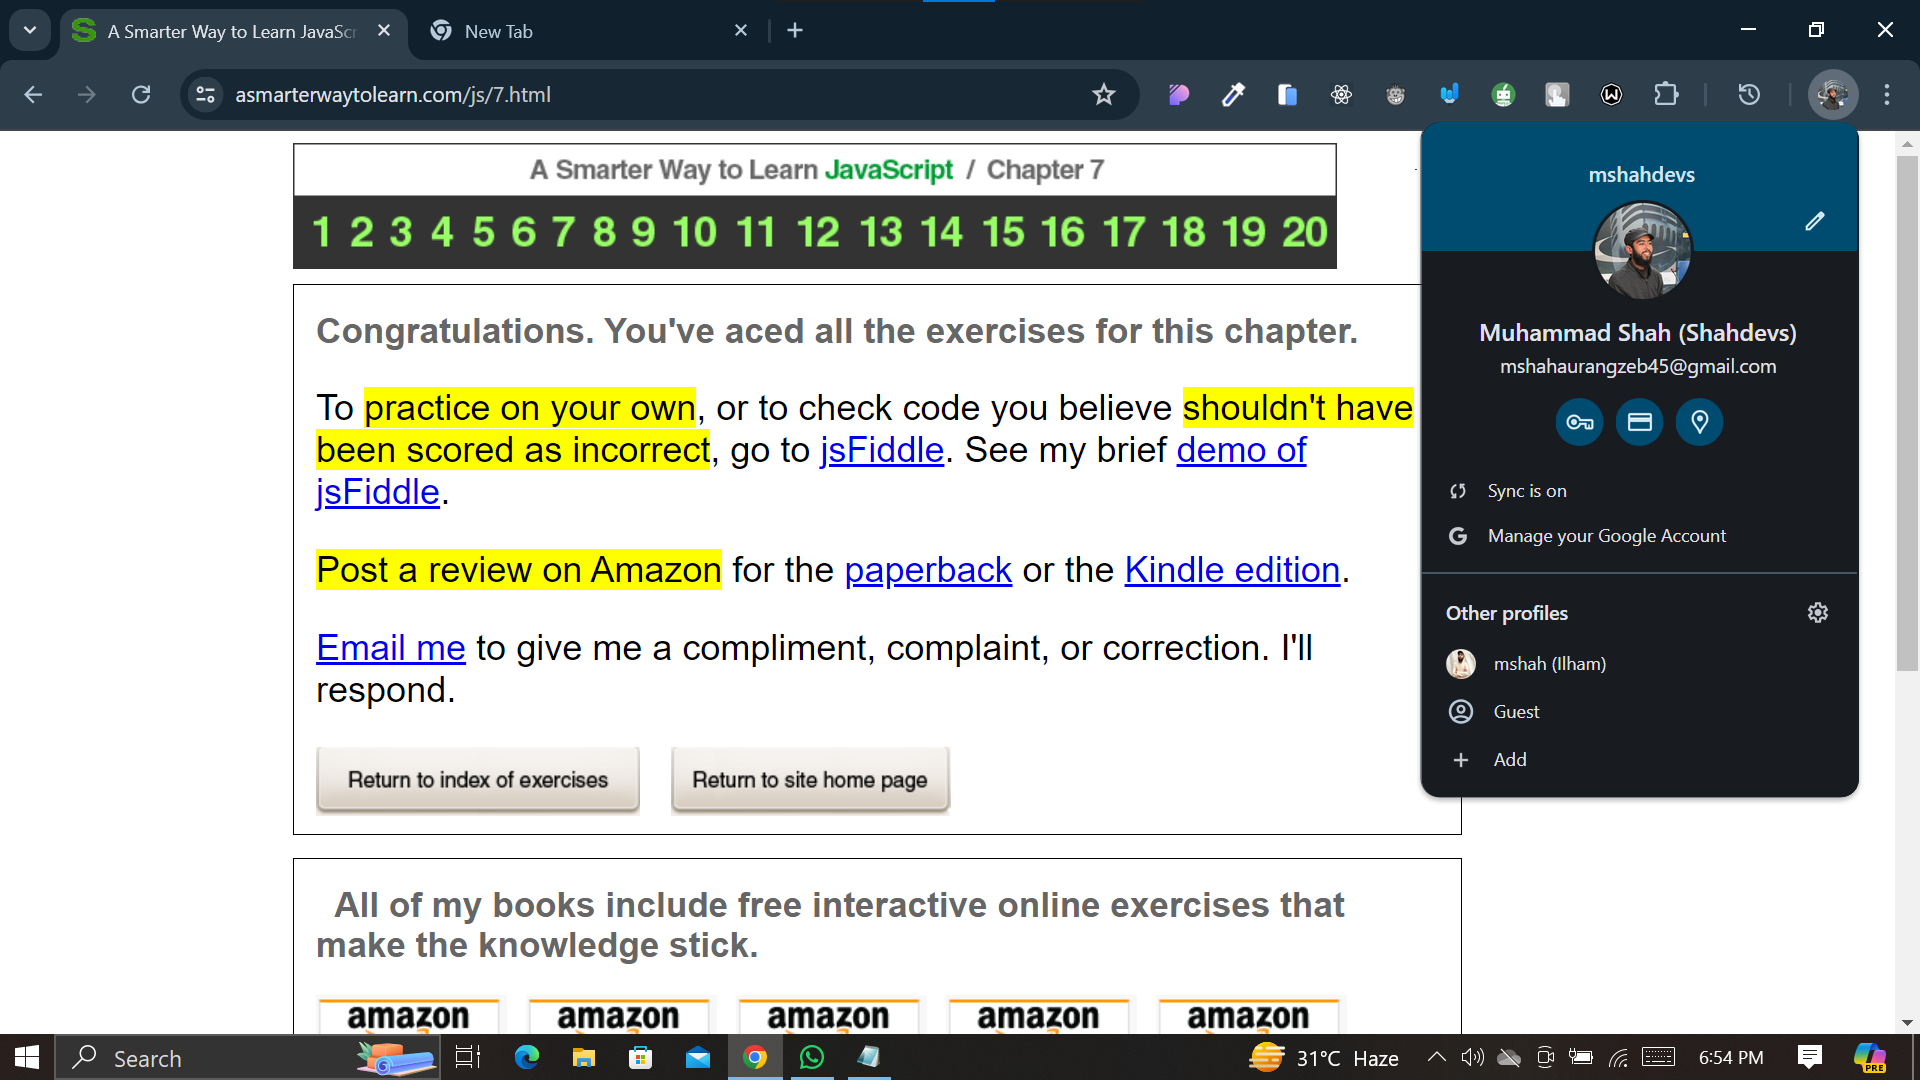 A Smarter Way to Learn JavaScr
New Tab
asmarterwaytolearn.com/js/7.html
A Smarter Way to Learn JavaScript / Chapter 7
1 2 3 4 5 6 7 8 9 10 11 12 13 14 15 16 17 18 19 20
Congratulations. You've aced all the exercises for this chapter.
To practice on your own, or to check code you believe shouldn't have
been scored as incorrect, go to jsFiddle. See my brief demo of
jsFiddle.
Post a review on Amazon for the paperback or the Kindle edition.
Email me to give me a compliment, complaint, or correction. I'll
respond.
Return to index of exercises
Return to site home page
All of my books include free interactive online exercises that
make the knowledge stick.
amazon amazon amazon amazon amazon
mshahdevs
Muhammad Shah (Shahdevs)
mshahaurangzeb45@gmail.com
Sync is on
Manage your Google Account
Other profiles
mshah (Ilham)
Guest
Add
Search
31°C Haze
6:54 PM
PRE